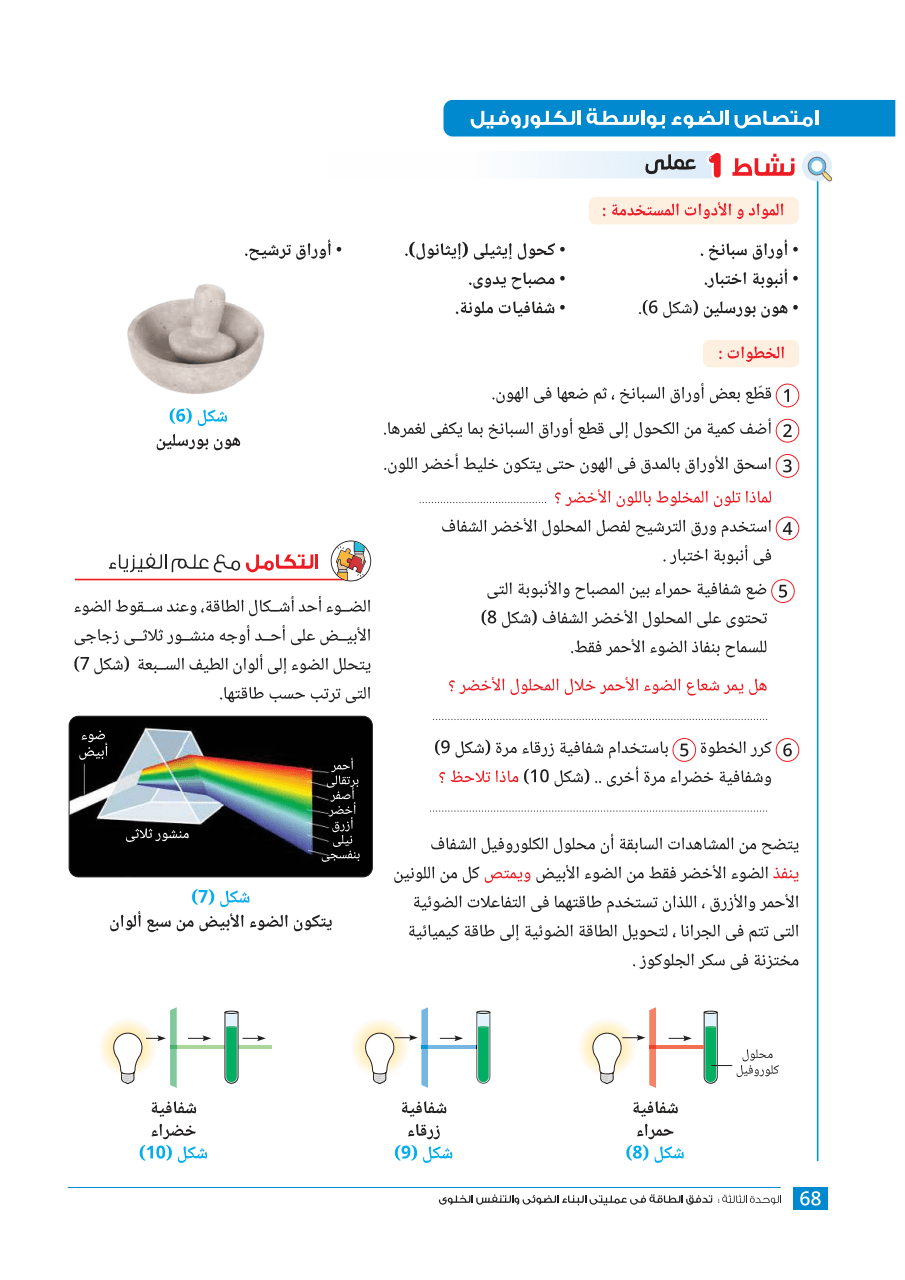 امتصاص الضوء بواسطة الكلوروفيل
نشاط 1 عملى
المواد و الأدوات المستخدمة :
• أوراق سبانخ .
• أنبوبة اختبار.
• هون بورسلين (شكل 6).
• كحول إيثيلى (إيثانول).
• مصباح يدوى.
• شفافيات ملونة.
• أوراق ترشيح.
شكل (6)
هون بورسلين
الخطوات :
1 قطّع بعض أوراق السبانخ ، ثم ضعها فى الهون.
2 أضف كمية من الكحول إلى قطع أوراق السبانخ بما يكفى لغمرها.
3 اسحق الأوراق بالمدق فى الهون حتى يتكون خليط أخضر اللون.
لماذا تلون المخلوط باللون الأخضر ؟ ........................................
4 استخدم ورق الترشيح لفصل المحلول الأخضر الشفاف
فى أنبوبة اختبار .
5 ضع شفافية حمراء بين المصباح والأنبوبة التى
تحتوى على المحلول الأخضر الشفاف (شكل 8)
للسماح بنفاذ الضوء الأحمر فقط.
هل يمر شعاع الضوء الأحمر خلال المحلول الأخضر ؟
6 كرر الخطوة 5 باستخدام شفافية زرقاء مرة (شكل 9)
وشفافية خضراء مرة أخرى .. (شكل 10) ماذا تلاحظ ؟
يتضح من المشاهدات السابقة أن محلول الكلوروفيل الشفاف
ينفذ الضوء الأخضر فقط من الضوء الأبيض ويمتص كل من اللونين
الأحمر والأزرق ، اللذان تستخدم طاقتهما فى التفاعلات الضوئية
التى تتم فى الجرانا ، لتحويل الطاقة الضوئية إلى طاقة كيميائية
مختزنة فى سكر الجلوكوز .
التكامل مع علم الفيزياء
الضوء أحد أشكال الطاقة، وعند سقوط الضوء
الأبيض على أحد أوجه منشور ثلاثى زجاجى
يتحلل الضوء إلى ألوان الطيف السبعة (شكل 7)
التى ترتب حسب طاقتها.
ضوء
أبيض
أحمر
برتقالى
أصفر
أخضر
أزرق
نيلى
بنفسجى
منشور ثلاثى
شكل (7)
يتكون الضوء الأبيض من سبع ألوان
محلول
كلوروفيل
شفافية
حمراء
شكل (8)
شفافية
زرقاء
شكل (9)
شفافية
خضراء
شكل (10)
68 الوحدة الثالثة : تدفق الطاقة فى عمليتى البناء الضوئى والتنفس الخلوى